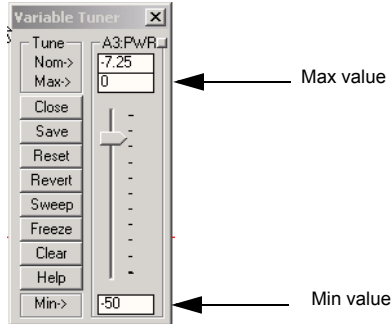 Variable Tuner
Tune A3:PWR
Nom-> -7.25
Max-> 0
Max value
Close
Save
Reset
Revert
Sweep
Freeze
Clear
Help
Min-> -50
Min value